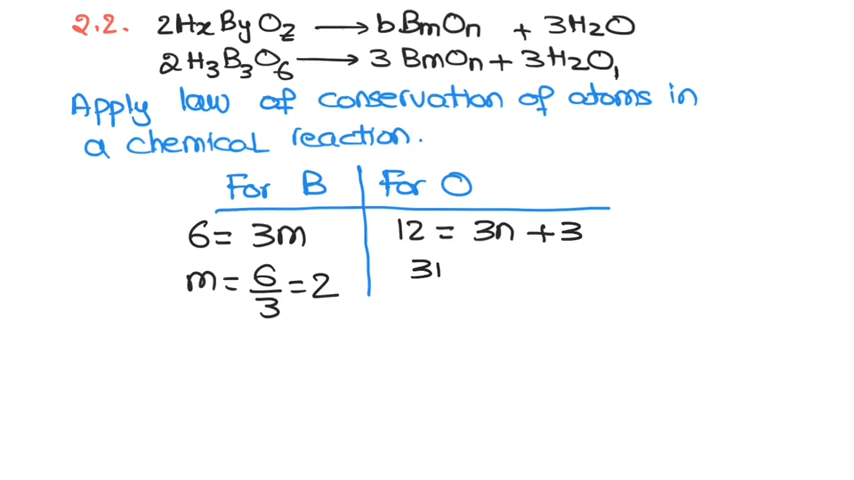 2.2. 2HxByOz → bBmOn + 3H2O
2H3B3O6 → 3BmOn + 3H2O1
Apply law of conservation of atoms in
a chemical reaction.
For B | For O
6 = 3m | 12 = 3n + 3
m = 6/3 = 2 | 31